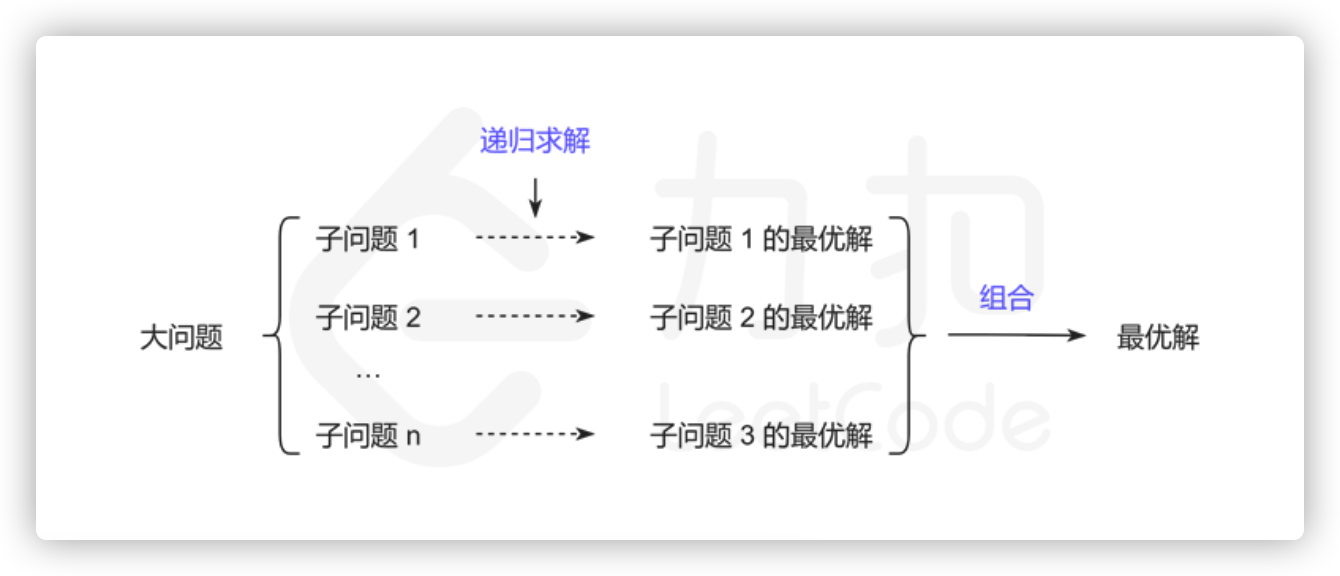 递归求解
子问题 1
子问题 1 的最优解
子问题 2
子问题 2 的最优解
组合
大问题
最优解
...
子问题 n
子问题 3 的最优解
力扣
LeetCode